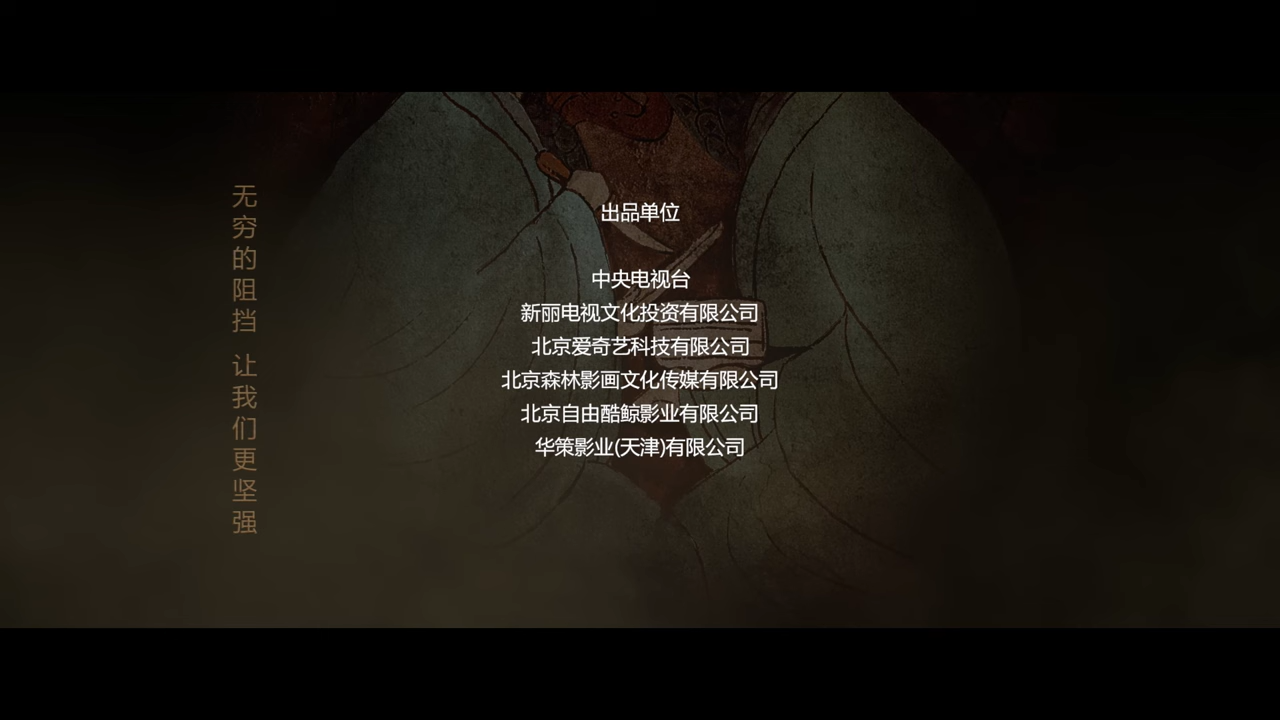 无穷的阻挡 让我们更坚强
出品单位
中央电视台
新丽电视文化投资有限公司
北京爱奇艺科技有限公司
北京森林影画文化传媒有限公司
北京自由酷鲸影业有限公司
华策影业(天津)有限公司